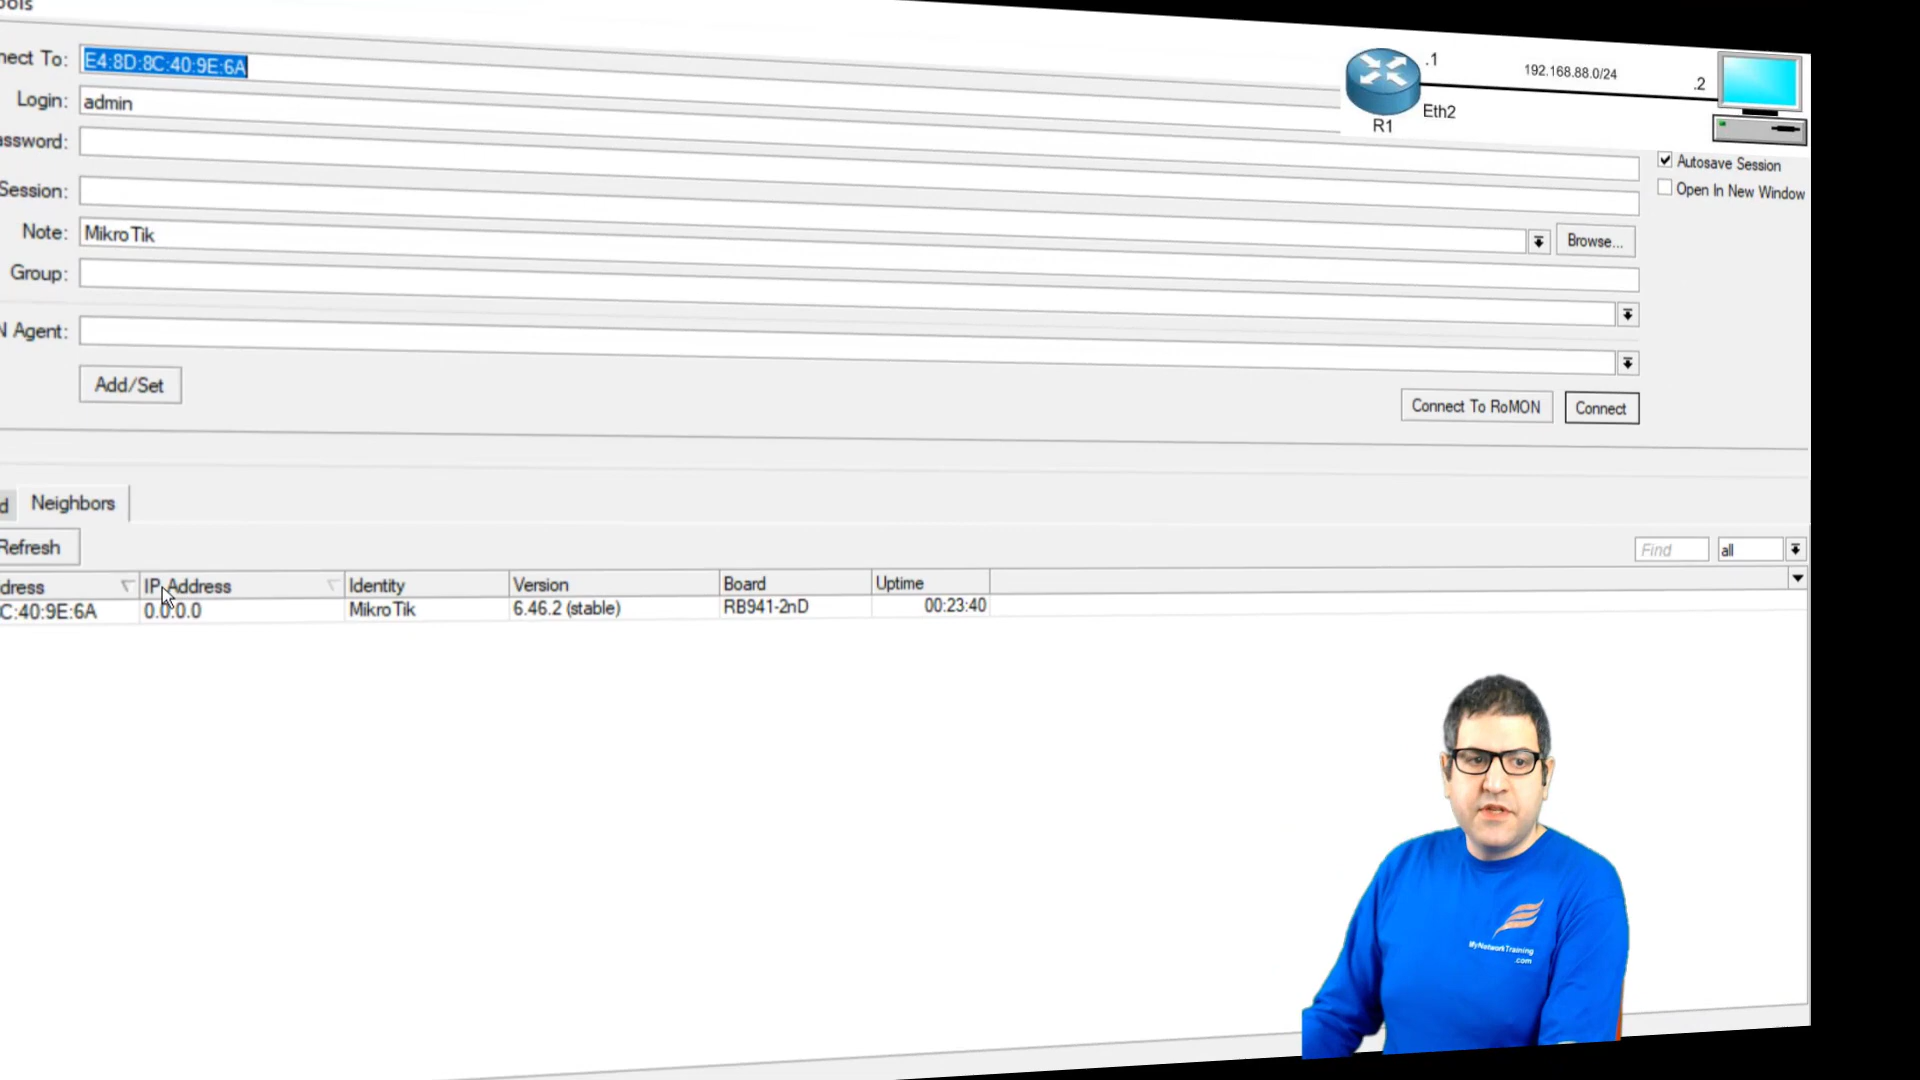 ools
nect To: E4:8D:8C:40:9E:6A
Login: admin
assword:
Session:
Note: MikroTik
Browse...
Group:
N Agent:
Add/Set
Connect To RoMON
Connect
Autosave Session
Open In New Window
.1
192.168.88.0/24
.2
Eth2
R1
d Neighbors
Refresh
Find
all
dress IP Address Identity Version Board Uptime
C:40:9E:6A 0.0.0.0 MikroTik 6.46.2 (stable) RB941-2nD 00:23:40
MyNetworkTraining
.com